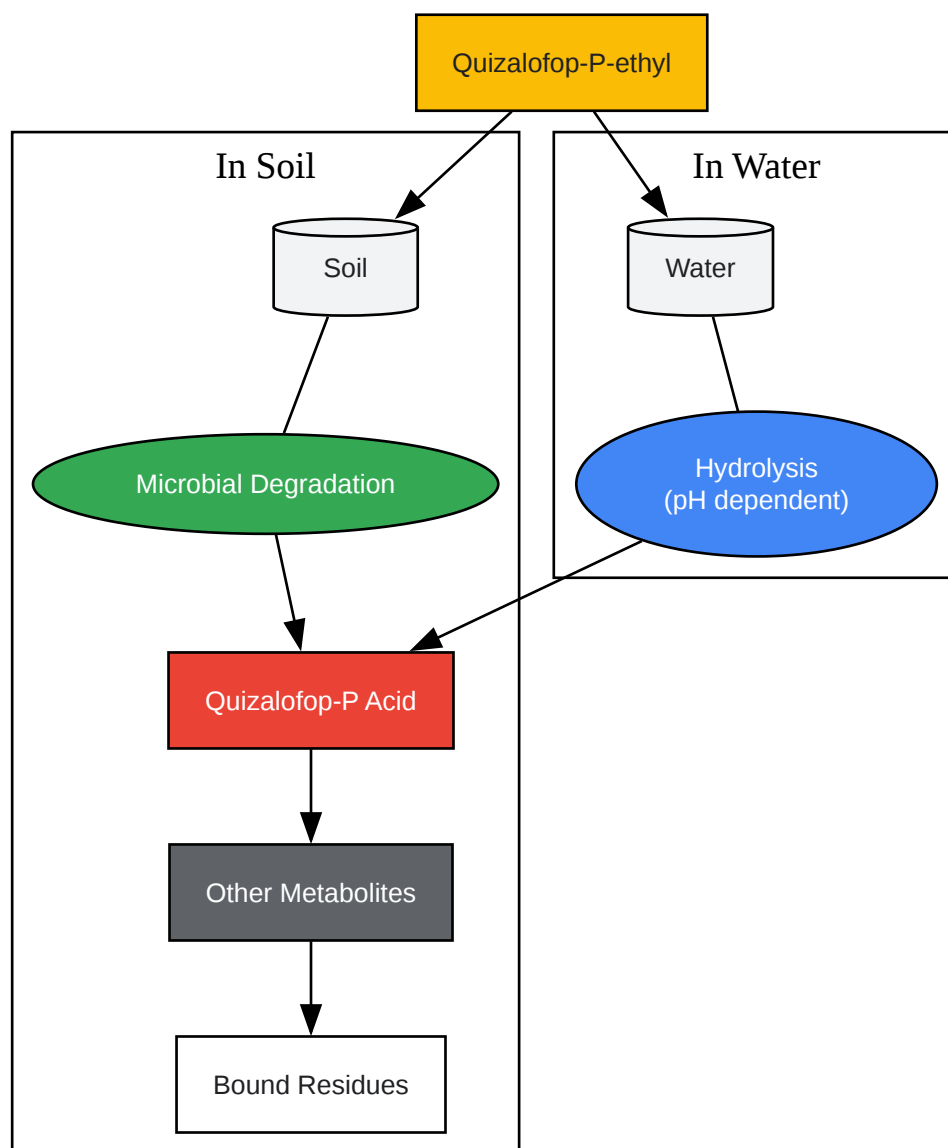 Quizalofop-P-ethyl
In Soil
In Water
Soil
Water
Microbial Degradation
Hydrolysis
(pH dependent)
Quizalofop-P Acid
Other Metabolites
Bound Residues